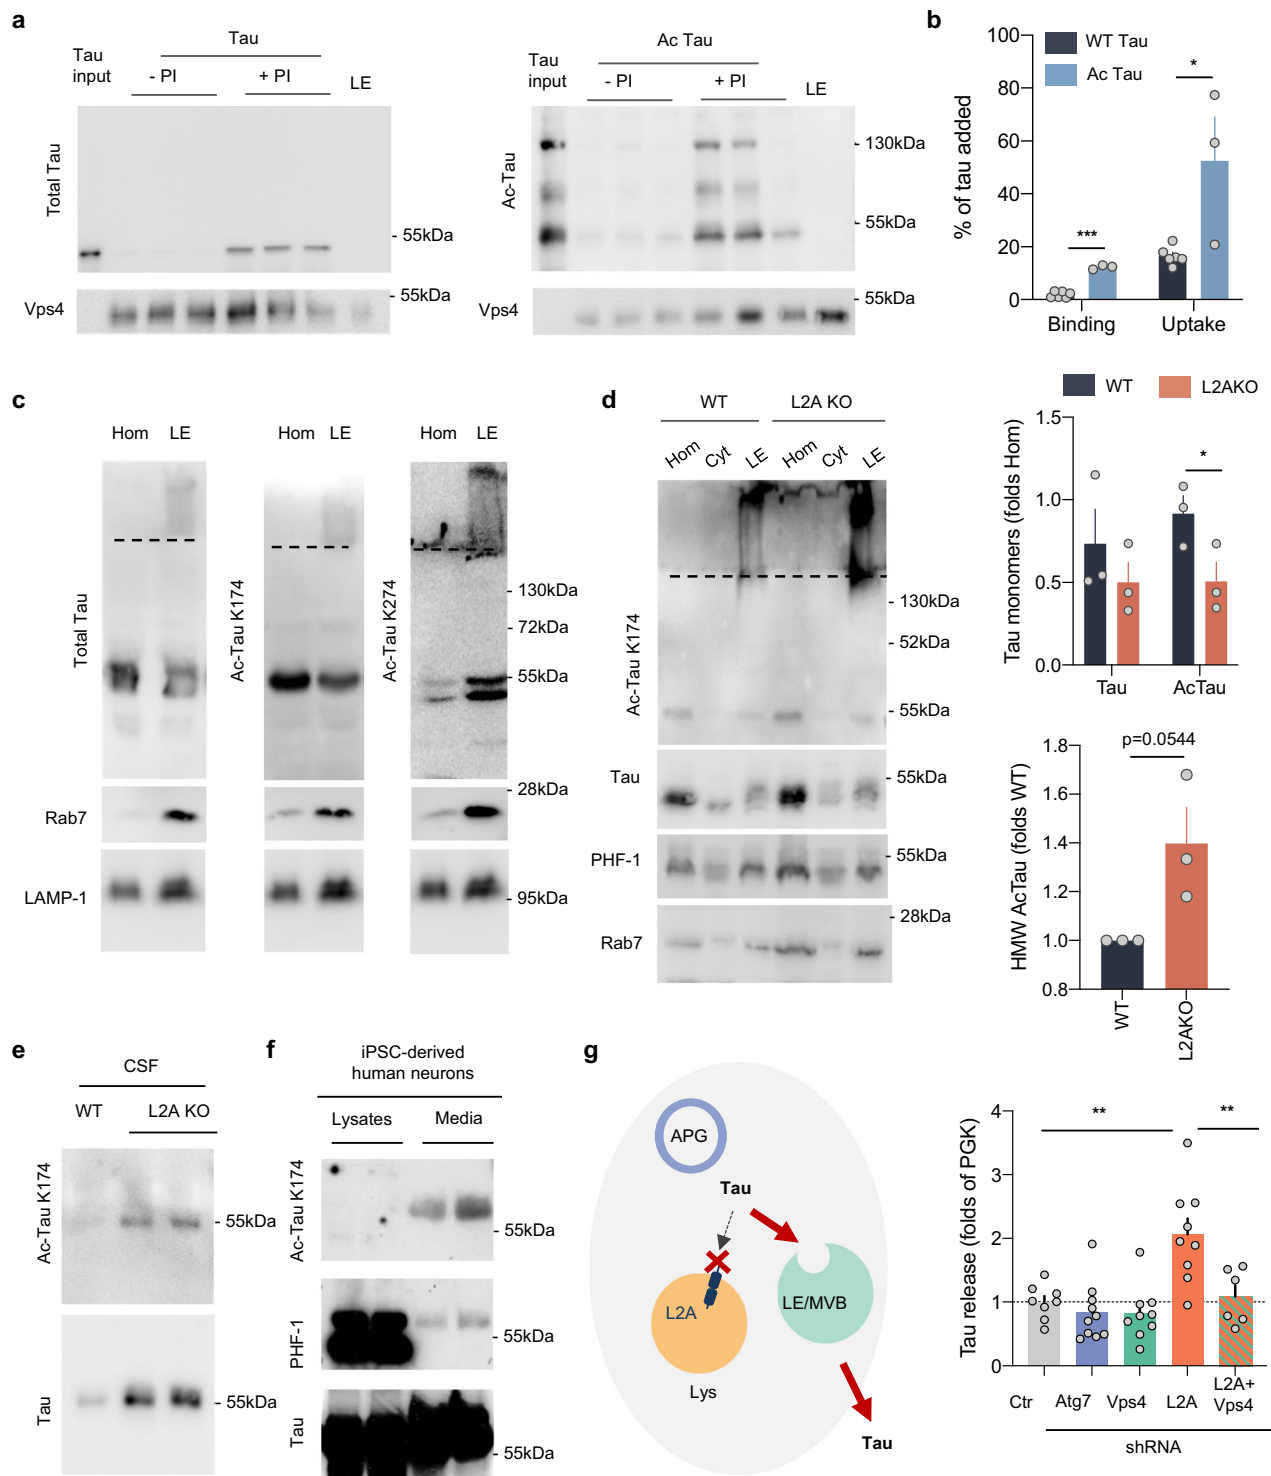 a
Tau
input
Tau
- PI
+ PI
LE
Total Tau
- 55kDa
Vps4
55kDa
Tau
input
Ac Tau
- PI
+ PI
LE
Ac-Tau
- 130kDa
55kDa
Vps4
55kDa
b
% of tau added
100
80
60
40
20
0
WT Tau
Ac Tau
***
*
Binding
Uptake
c
Hom LE
Hom LE
Hom LE
Total Tau
Ac-Tau K174
Ac-Tau K274
- 130kDa
- 72kDa
- 55kDa
28kDa
Rab7
LAMP-1
- 95kDa
d
WT
L2A KO
Hom Cyt LE Hom Cyt LE
Ac-Tau K174
- 130kDa
52kDa
- 55kDa
Tau
55kDa
PHF-1
55kDa
Rab7
- 28kDa
WT
L2AKO
Tau monomers (folds Hom)
1.5
1.0
0.5
0.0
*
Tau
AcTau
HMW AcTau (folds WT)
1.8
1.6
1.4
1.2
1.0
0.8
p=0.0544
WT
L2AKO
e
CSF
WT
L2A KO
Ac-Tau K174
- 55kDa
Tau
- 55kDa
f
iPSC-derived
human neurons
Lysates
Media
Ac-Tau K174
- 55kDa
PHF-1
- 55kDa
Tau
- 55kDa
g
APG
Tau
L2A
LE/MVB
Lys
Tau
Tau release (folds of PGK)
4
3
2
1
0
**
**
Ctr
Atg7
Vps4
L2A
L2A+
Vps4
shRNA